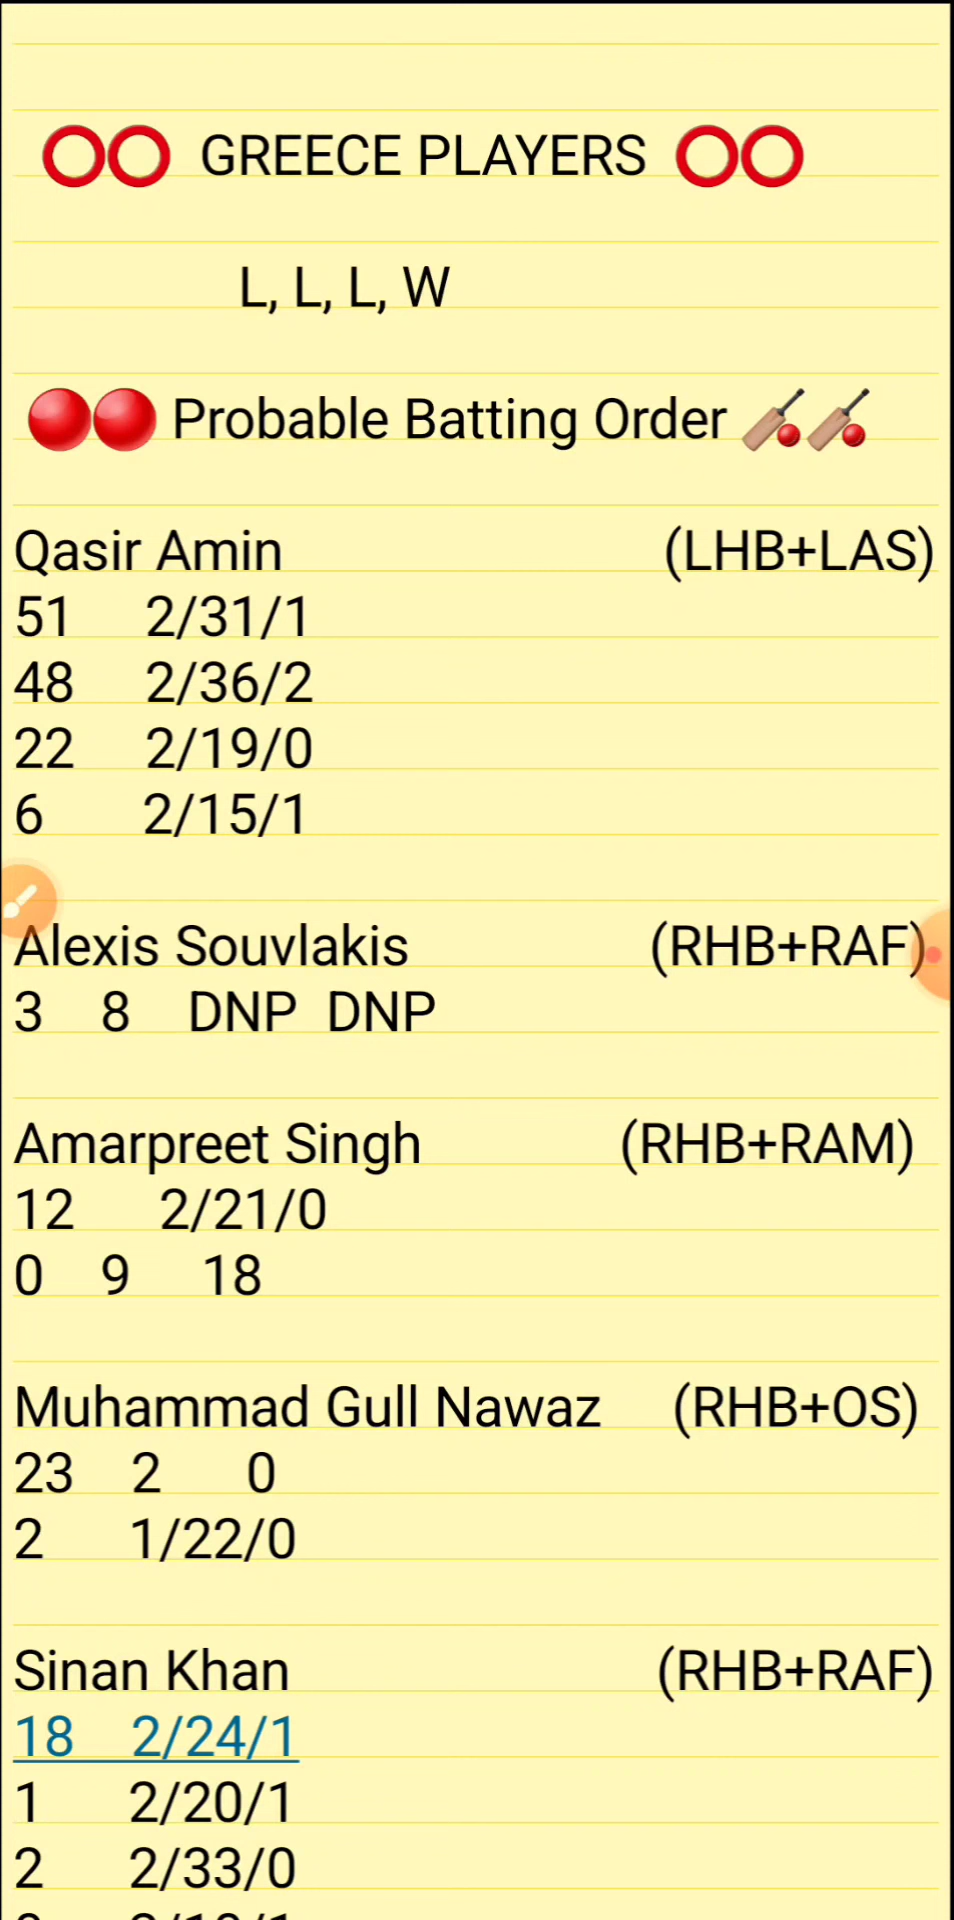 ⭕⭕ GREECE PLAYERS ⭕⭕
L, L, L, W
🔴🔴 Probable Batting Order 🏏🏏
Qasir Amin (LHB+LAS)
51 2/31/1
48 2/36/2
22 2/19/0
6 2/15/1
Alexis Souvlakis (RHB+RAF)
3 8 DNP DNP
Amarpreet Singh (RHB+RAM)
12 2/21/0
0 9 18
Muhammad Gull Nawaz (RHB+OS)
23 2 0
2 1/22/0
Sinan Khan (RHB+RAF)
18 2/24/1
1 2/20/1
2 2/33/0